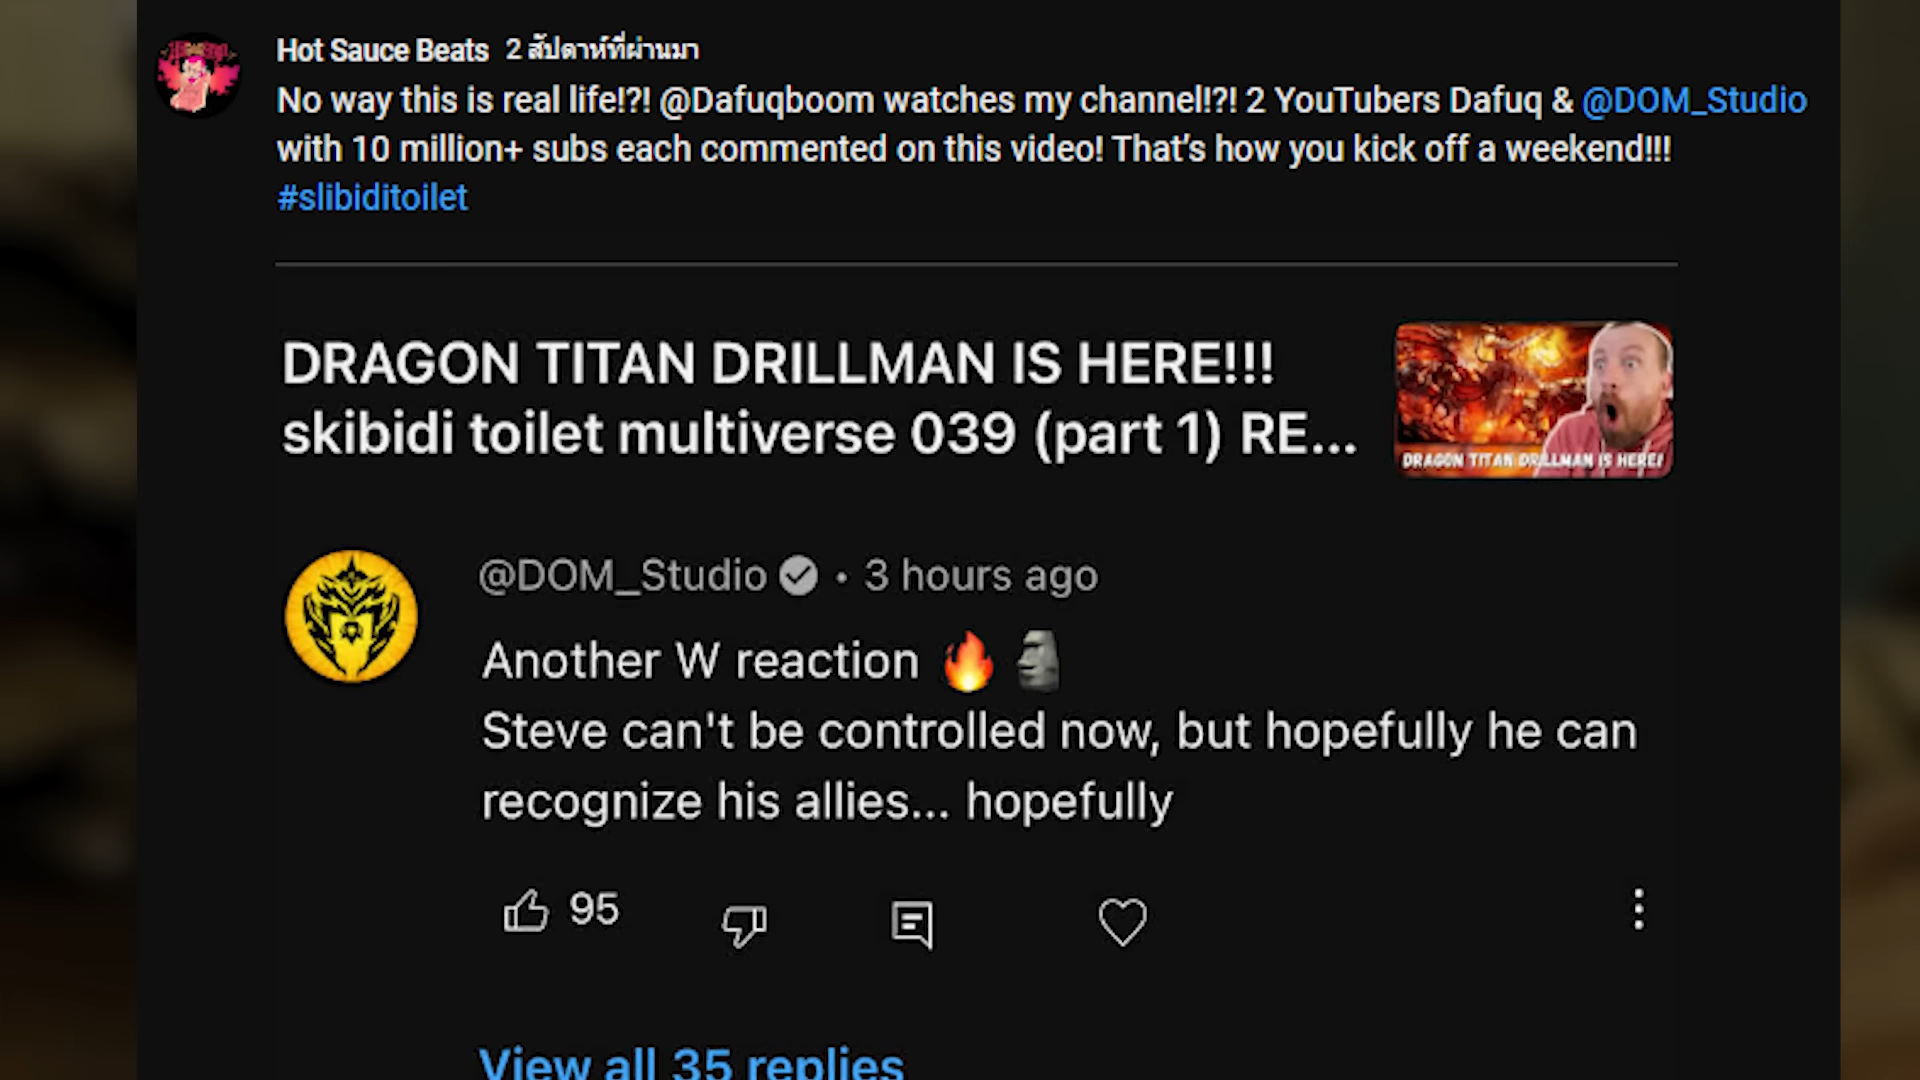 Hot Sauce Beats 2 สัปดาห์ที่ผ่านมา
No way this is real life!?! @Dafuqboom watches my channel!?! 2 YouTubers Dafuq & @DOM_Studio
with 10 million+ subs each commented on this video! That's how you kick off a weekend!!!
#slibiditoilet
DRAGON TITAN DRILLMAN IS HERE!!!
skibidi toilet multiverse 039 (part 1) RE...
DRAGON TITAN DRILLMAN IS HERE!
@DOM_Studio • 3 hours ago
Another W reaction 🔥 🗿
Steve can't be controlled now, but hopefully he can
recognize his allies... hopefully
95
View all 35 replies